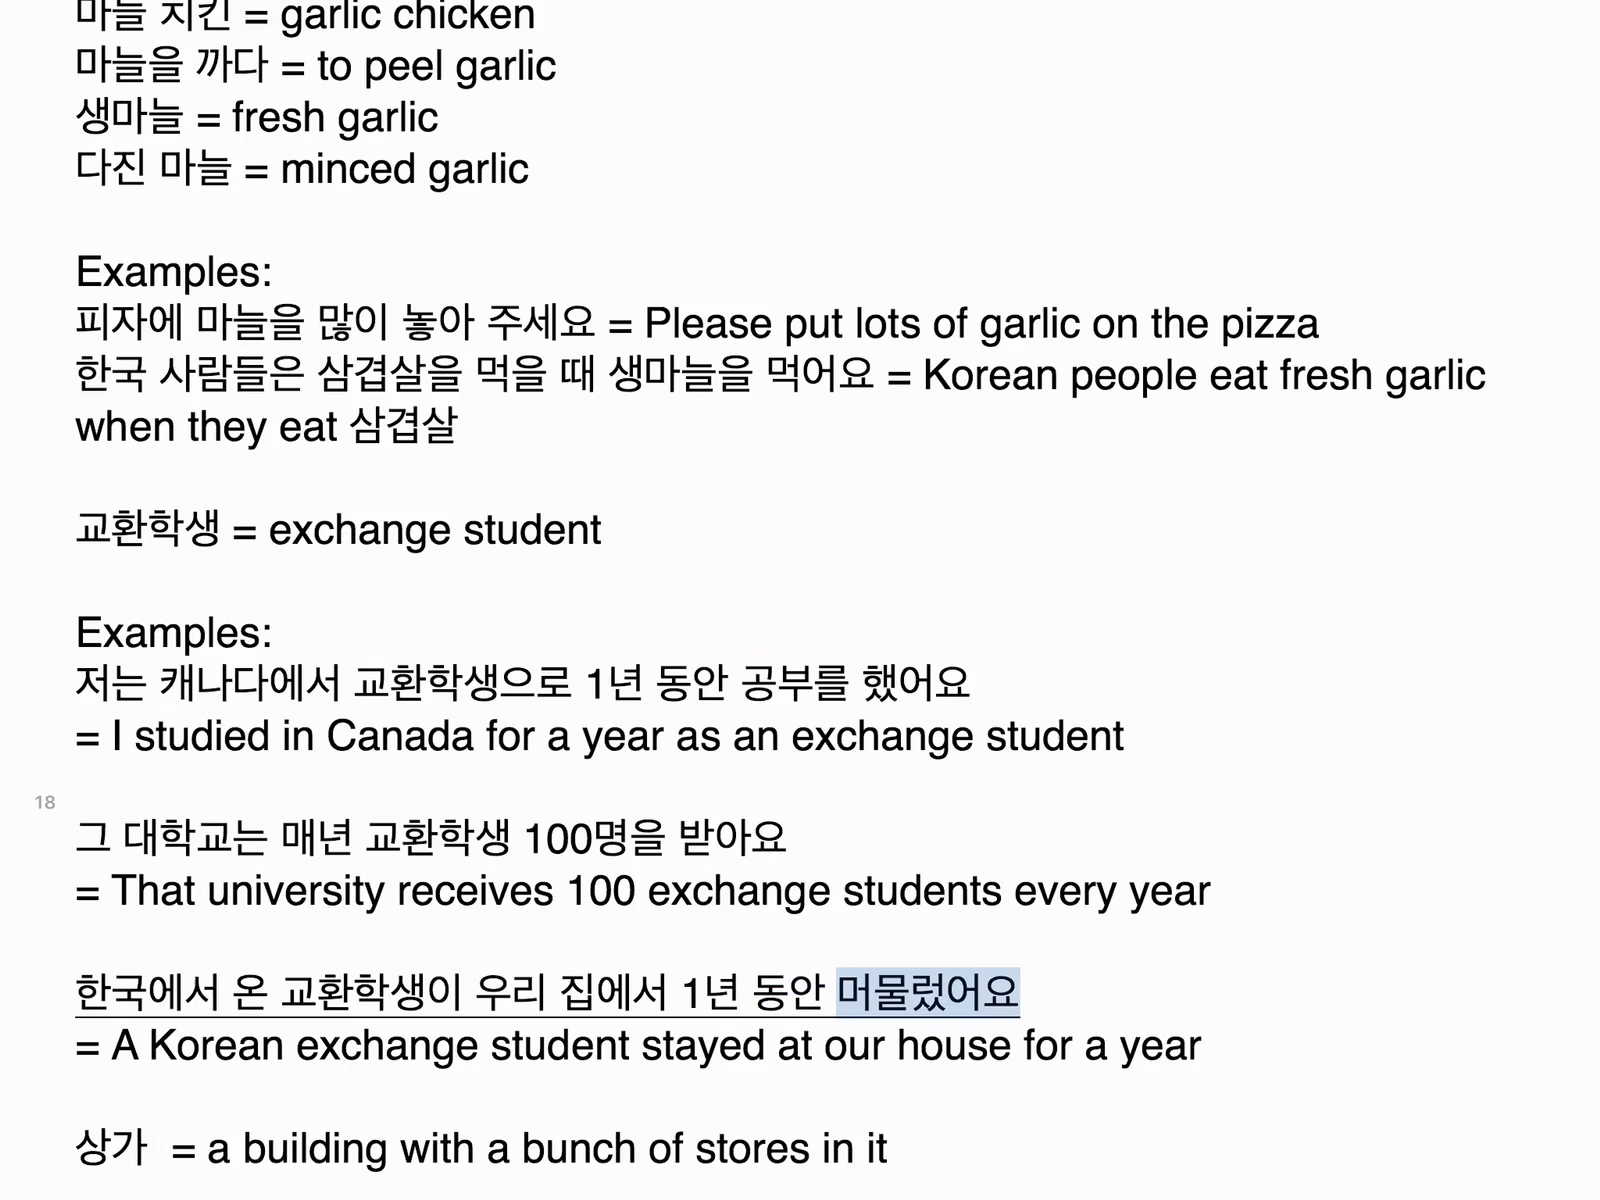 마늘 치킨 = garlic chicken
마늘을 까다 = to peel garlic
생마늘 = fresh garlic
다진 마늘 = minced garlic
Examples:
피자에 마늘을 많이 놓아 주세요 = Please put lots of garlic on the pizza
한국 사람들은 삼겹살을 먹을 때 생마늘을 먹어요 = Korean people eat fresh garlic
when they eat 삼겹살
교환학생 = exchange student
Examples:
저는 캐나다에서 교환학생으로 1년 동안 공부를 했어요
= I studied in Canada for a year as an exchange student
18
그 대학교는 매년 교환학생 100명을 받아요
= That university receives 100 exchange students every year
한국에서 온 교환학생이 우리 집에서 1년 동안 머물렀어요
= A Korean exchange student stayed at our house for a year
상가 = a building with a bunch of stores in it